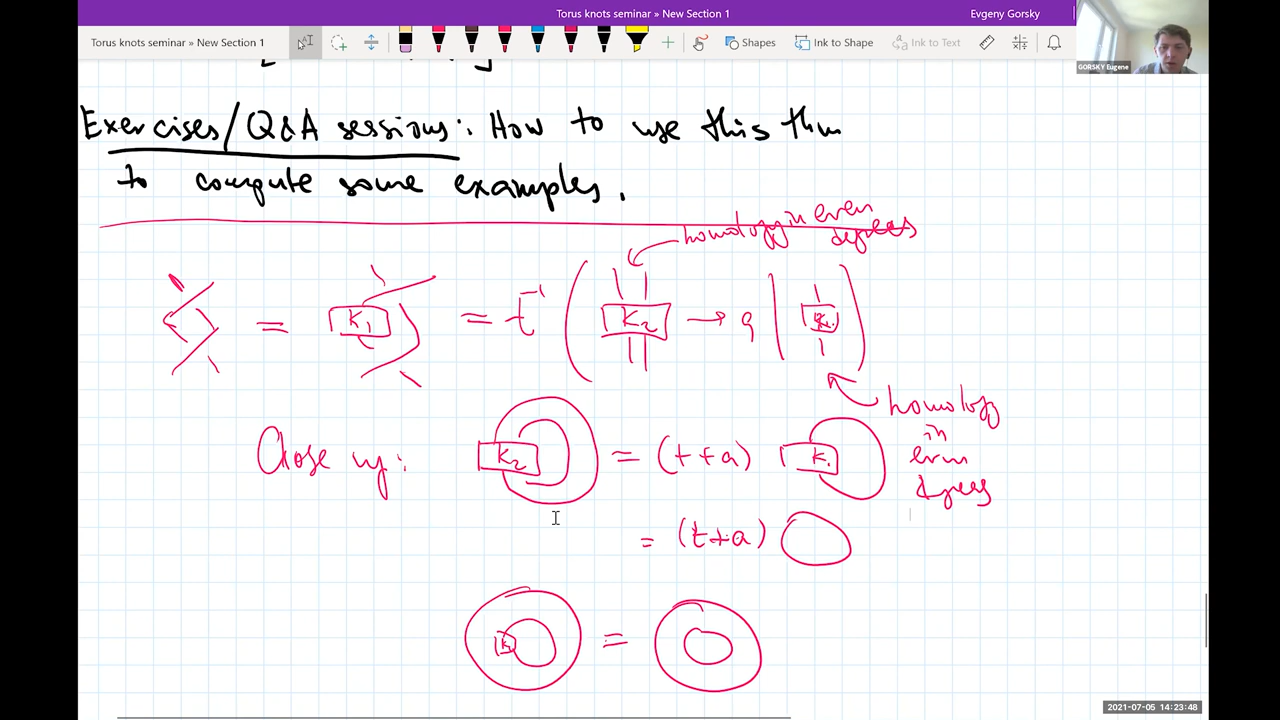 Torus knots seminar » New Section 1
Evgeny Gorsky
Torus knots seminar » New Section 1
Shapes
Ink to Shape
Ink to Text
GORSKY Eugene
Exercises/Q&A sessions: How to use this thm
to compute some examples.
homology in even
degrees
= K₁ = t⁻¹ ( K₂ → q K₁ )
homology
in
even
degrees
Close up: K₂ = (t+a) K₁
= (t+a)
K₁ =
2021-07-05 14:23:48